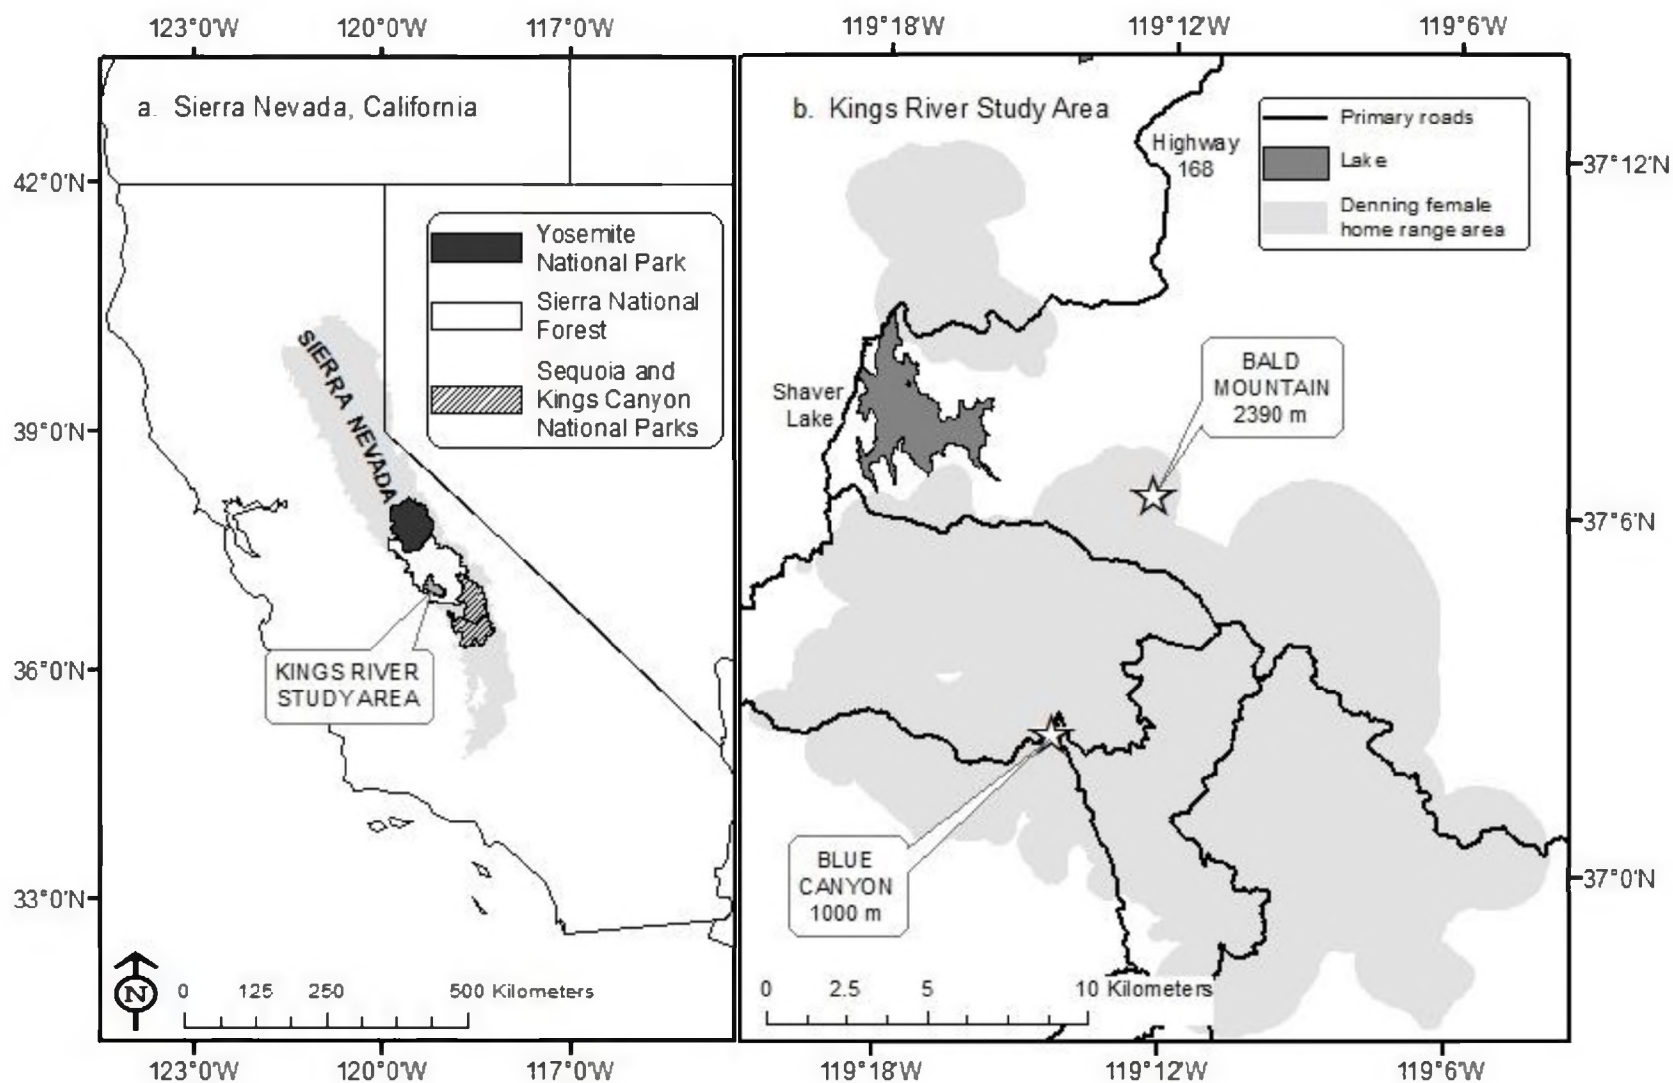 123°0'W 120°0'W 117°0'W
119°18'W 119°12'W 119°6'W
a. Sierra Nevada, California
42°0'N
39°0'N
36°0'N
33°0'N
Yosemite
National Park
Sierra National
Forest
Sequoia and
Kings Canyon
National Parks
SIERRA NEVADA
KINGS RIVER
STUDY AREA
N
0 125 250 500 Kilometers
123°0'W 120°0'W 117°0'W
b. Kings River Study Area
Highway
168
Primary roads
Lake
Denning female
home range area
37°12'N
37°6'N
37°0'N
Shaver
Lake
BALD
MOUNTAIN
2390 m
BLUE
CANYON
1000 m
0 2.5 5 10 Kilometers
119°18'W 119°12'W 119°6'W